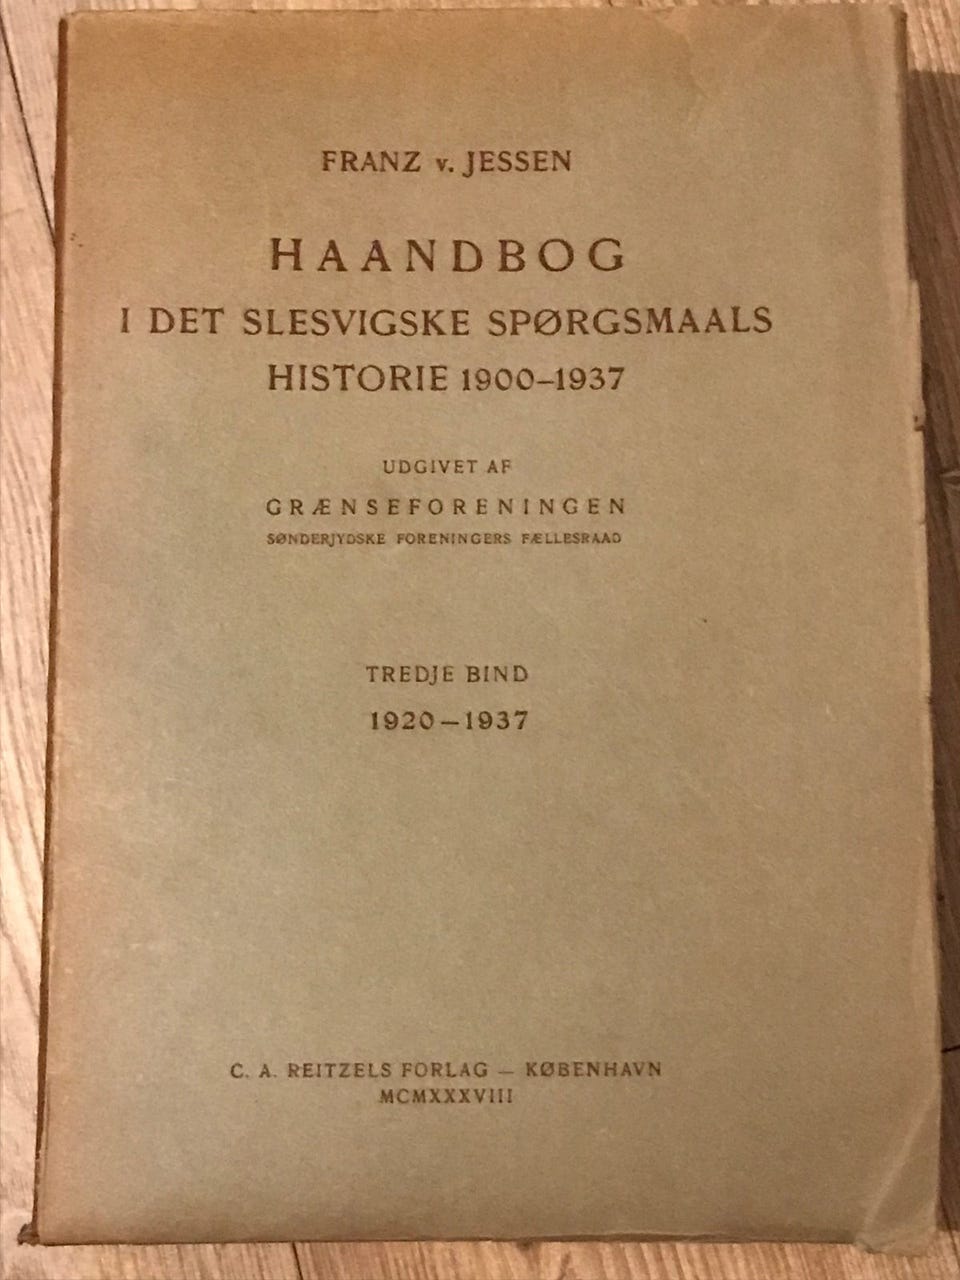 FRANZ v. JESSEN
HAANDBOG
I DET SLESVIGSKE SPØRGSMAALS
HISTORIE 1900–1937
UDGIVET AF
GRÆNSEFORENINGEN
SØNDERJYDSKE FORENINGERS FÆLLESRAAD
TREDJE BIND
1920–1937
C. A. REITZELS FORLAG – KØBENHAVN
MCMXXXVIII